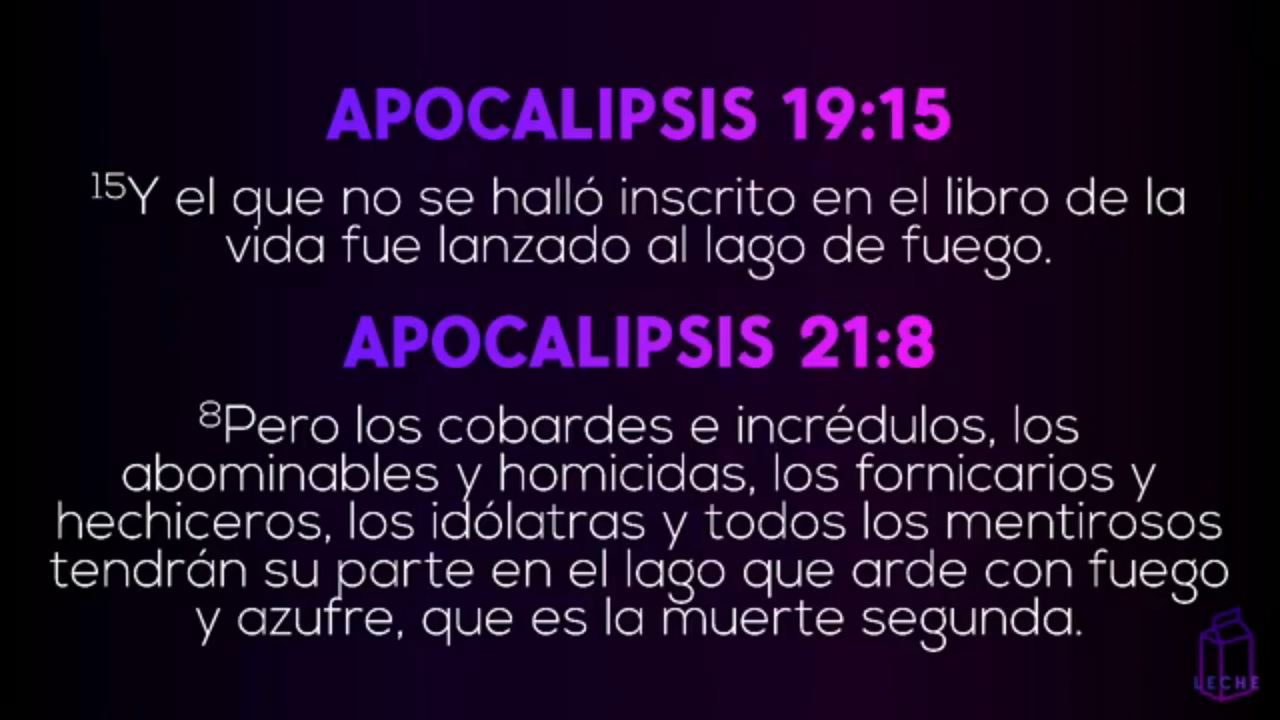 APOCALIPSIS 19:15
15Y el que no se halló inscrito en el libro de la
vida fue lanzado al lago de fuego.
APOCALIPSIS 21:8
8Pero los cobardes e incrédulos, los
abominables y homicidas, los fornicarios y
hechiceros, los idólatras y todos los mentirosos
tendrán su parte en el lago que arde con fuego
y azufre, que es la muerte segunda.
LECHE